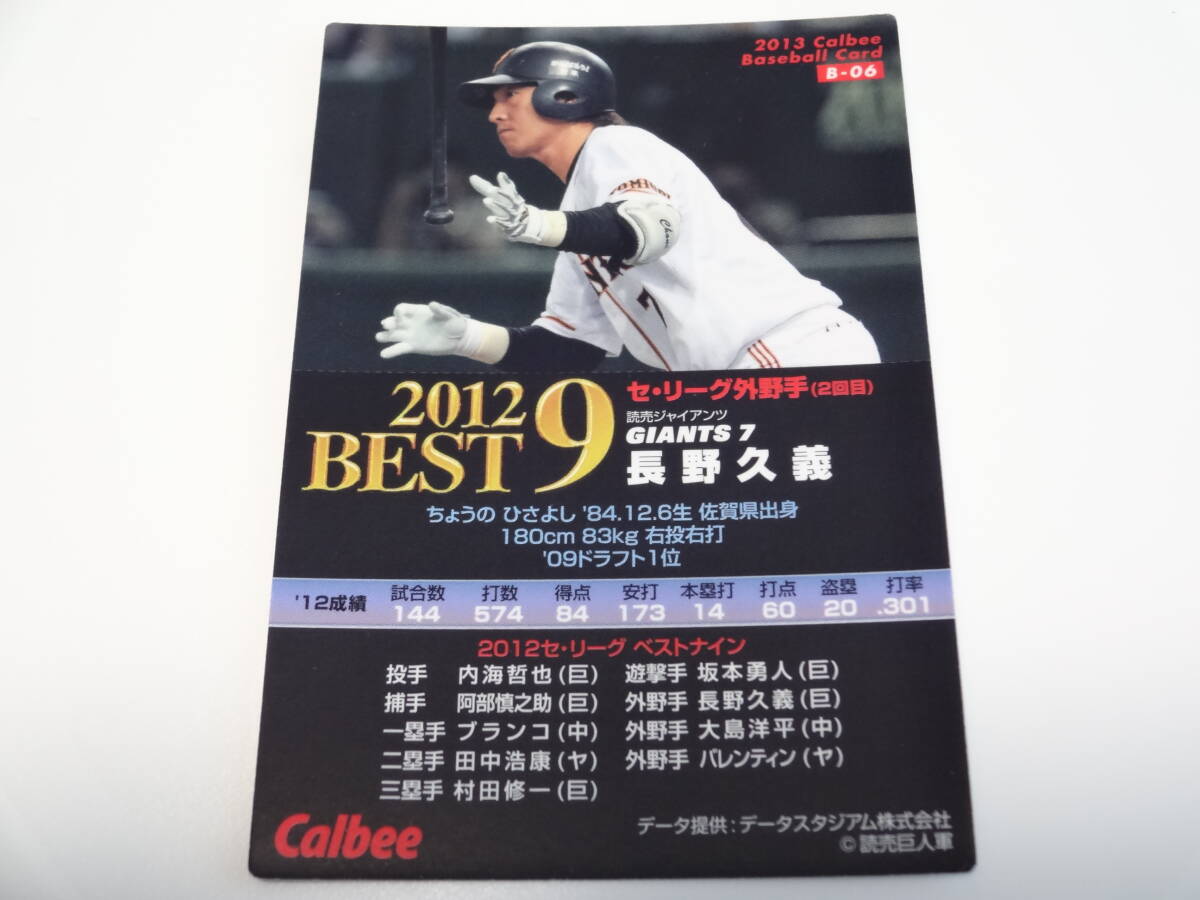 2013 Calbee
Baseball Card
B-06
2012
BEST 9
セ・リーグ外野手(2回目)
読売ジャイアンツ
GIANTS 7
長野久義
ちょうの ひさよし '84.12.6生 佐賀県出身
180cm 83kg 右投右打
'09ドラフト1位
試合数 打数 得点 安打 本塁打 打点 盗塁 打率
'12成績 144 574 84 173 14 60 20 .301
2012セ・リーグ ベストナイン
投手 内海哲也(巨) 遊撃手 坂本勇人(巨)
捕手 阿部慎之助(巨) 外野手 長野久義(巨)
一塁手 ブランコ(中) 外野手 大島洋平(中)
二塁手 田中浩康(ヤ) 外野手 バレンティン(ヤ)
三塁手 村田修一(巨)
Calbee
データ提供:データスタジアム株式会社
©読売巨人軍